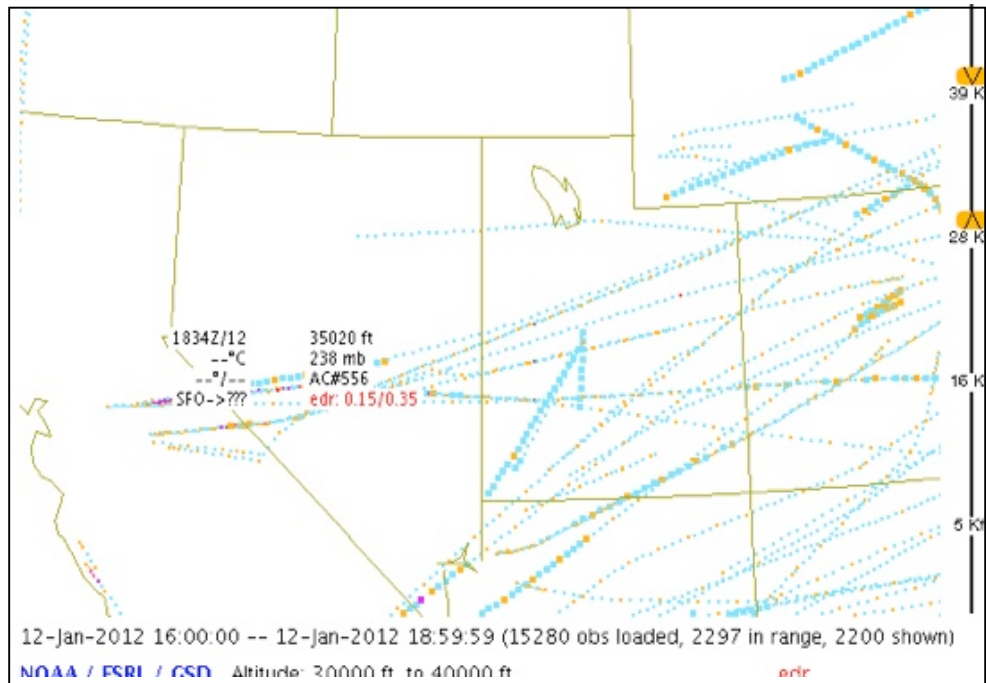 39 K
28 K
1834Z/12 35020 ft
--°C 238 mb
--°/-- AC#556
SFO->??? edr: 0.15/0.35
16 K
5 Kf
12-Jan-2012 16:00:00 -- 12-Jan-2012 18:59:59 (15280 obs loaded, 2297 in range, 2200 shown)
NOAA / ESRL / GSD Altitude: 30000 ft. to 40000 ft. edr